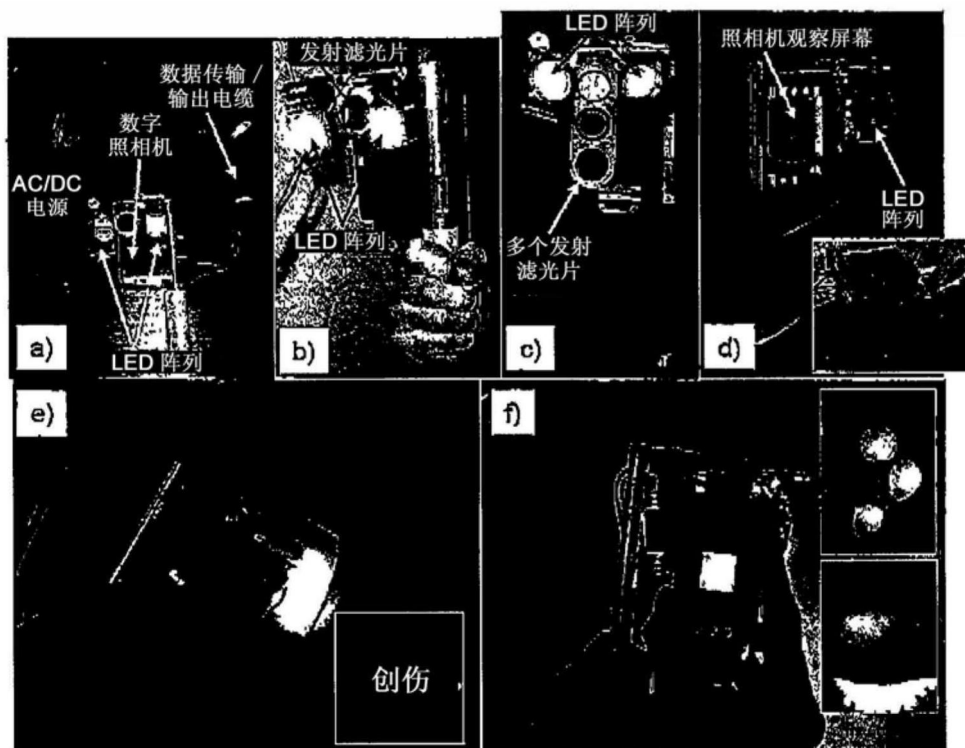 数据传输/
输出电缆
数字
照相机
AC/DC
电源
LED 阵列
a)
发射滤光片
LED 阵列
b)
LED 阵列
多个发射
滤光片
c)
照相机观察屏幕
LED
阵列
d)
e)
创伤
f)